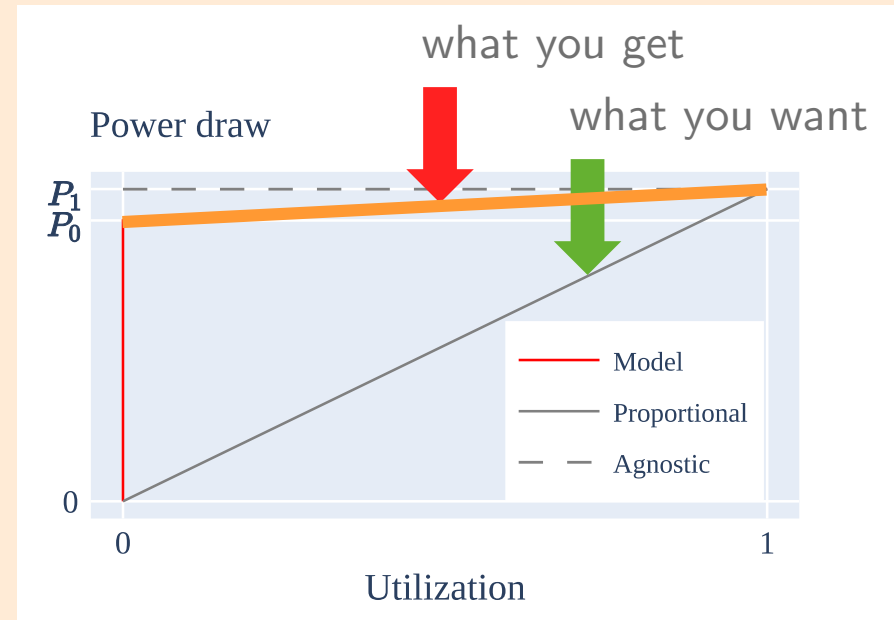 what you get
what you want
Power draw
P₁
P₀
0
0
1
Utilization
Model
Proportional
Agnostic